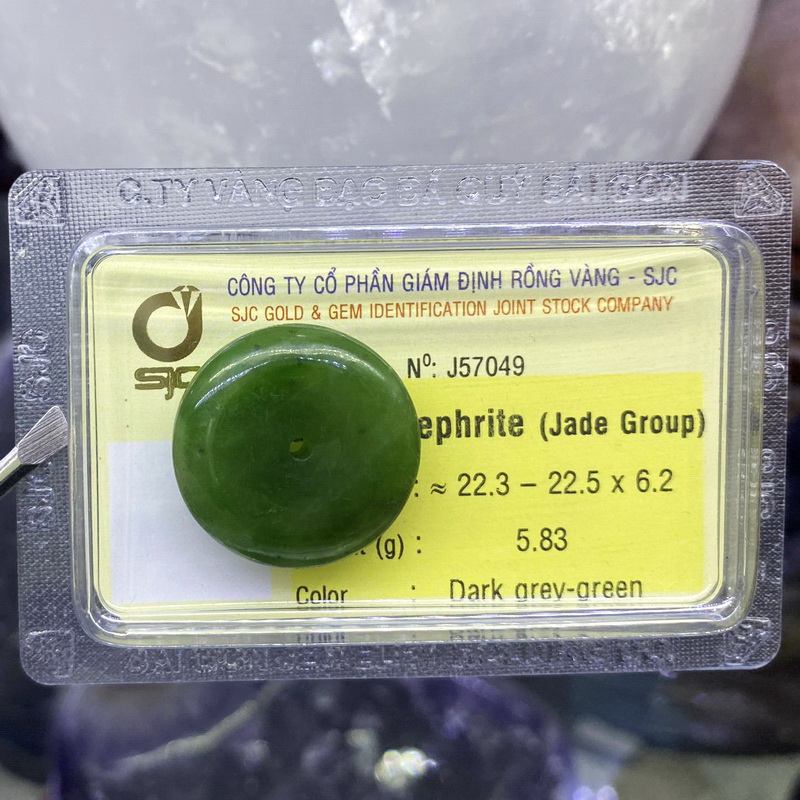 C.TY VÀNG BẠC ĐÁ QUÝ SÀI GÒN
CÔNG TY CỔ PHẦN GIÁM ĐỊNH RỒNG VÀNG - SJC
SJC GOLD & GEM IDENTIFICATION JOINT STOCK COMPANY
SJC
Nº: J57049
ephrite (Jade Group)
: ≈ 22.3 – 22.5 x 6.2
(g) : 5.83
Color : Dark grey-green